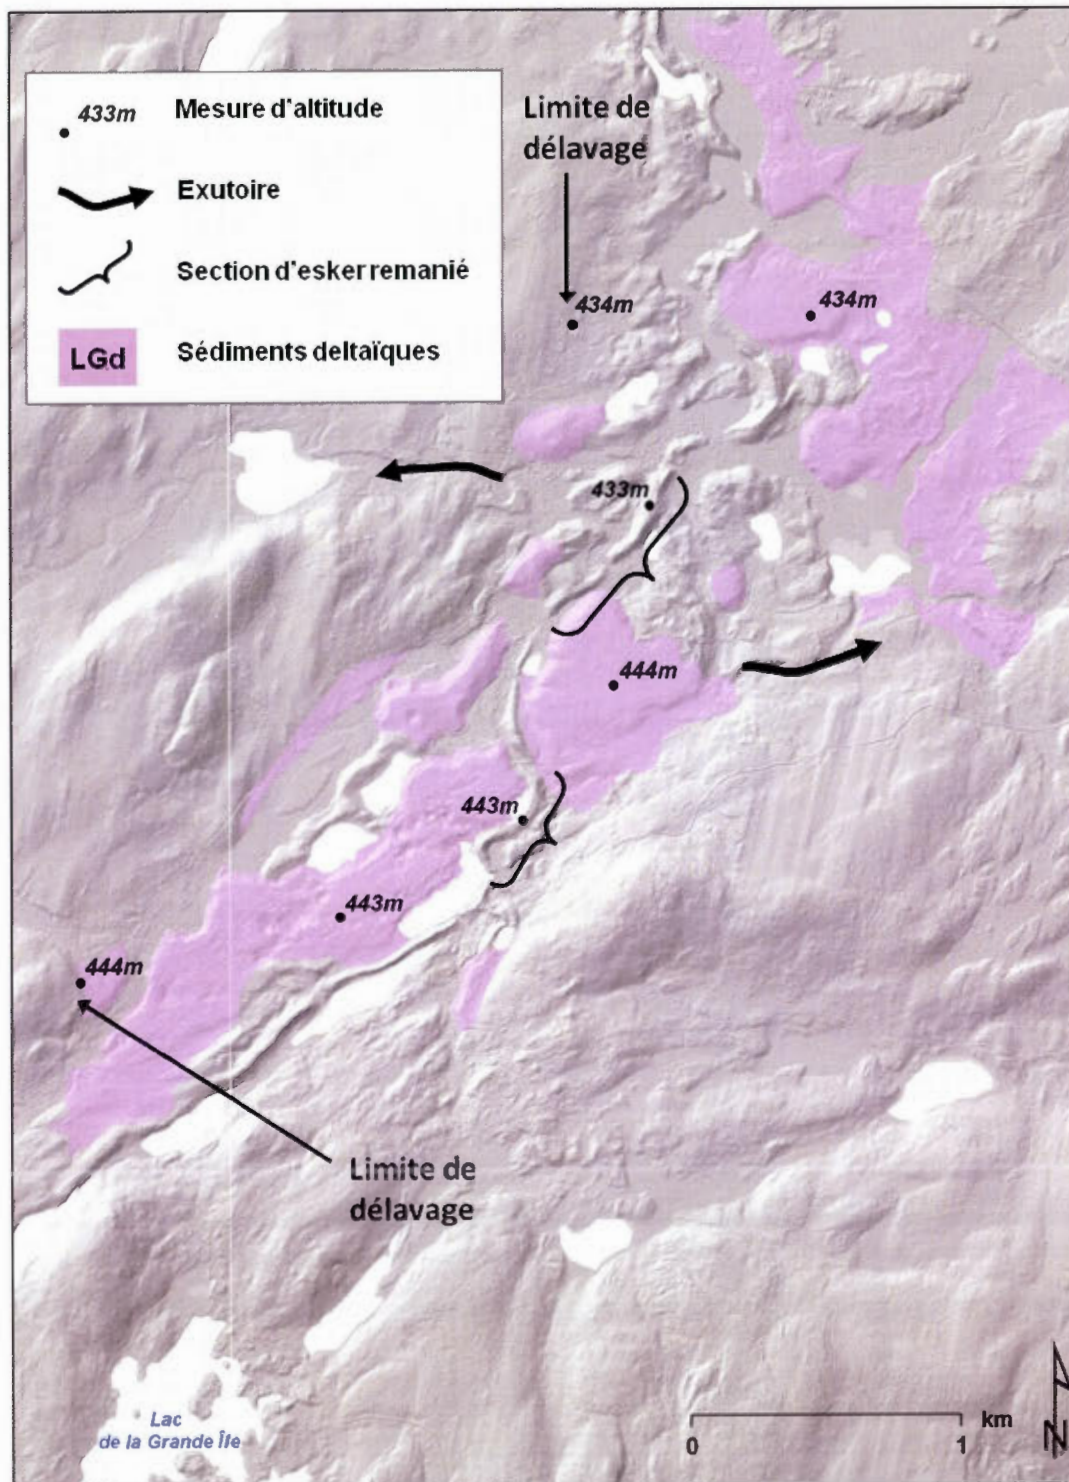 433m Mesure d'altitude
Exutoire
Section d'esker remanié
LGd Sédiments deltaïques
Limite de
délavage
434m
434m
433m
444m
443m
443m
444m
Limite de
délavage
Lac
de la Grande Île
km
0 1
N